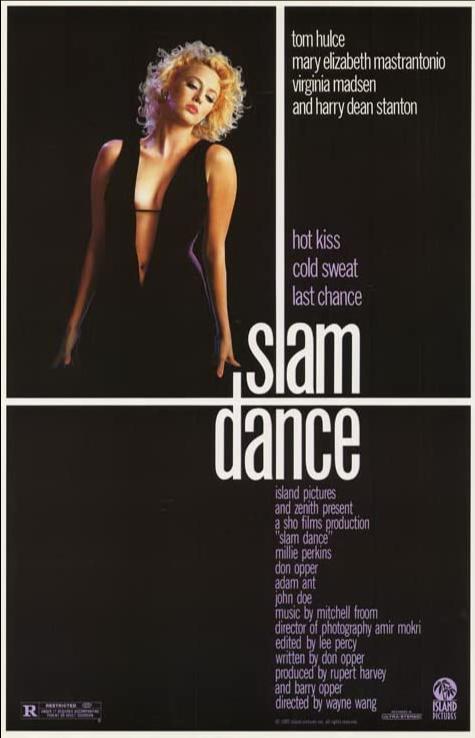 tom hulce
mary elizabeth mastrantonio
virginia madsen
and harry dean stanton
hot kiss
cold sweat
last chance
slam
dance
island pictures
and zenith present
a sho films production
"slam dance"
millie perkins
don opper
adam ant
john doe
music by mitchell froom
director of photography amir mokri
edited by lee percy
written by don opper
produced by rupert harvey
and barry opper
directed by wayne wang
R RESTRICTED
ISLAND
PICTURES
ULTRA-STEREO